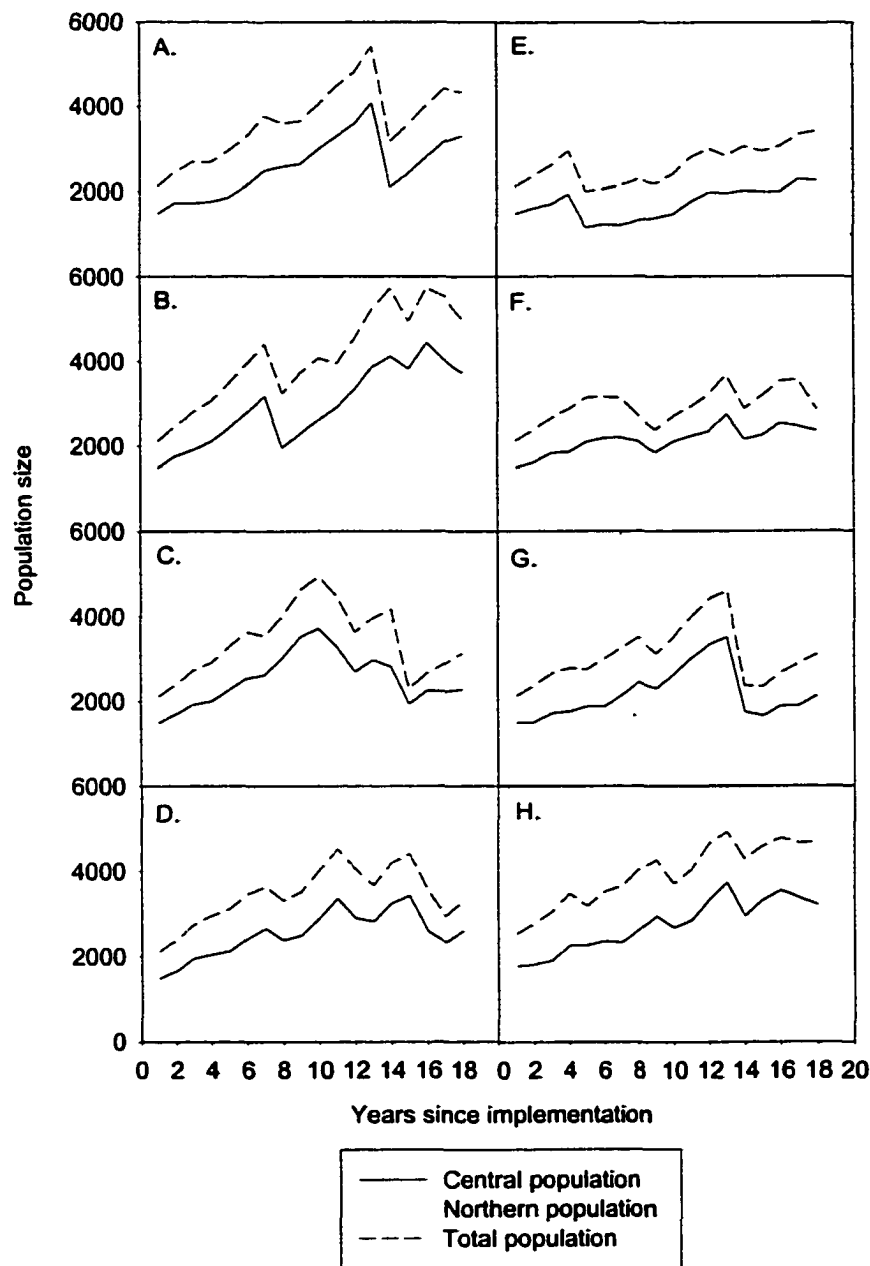 6000
A.
E.
4000
2000
6000
B.
F.
4000
2000
Population size
6000
C.
G.
4000
2000
6000
D.
H.
4000
2000
0
0 2 4 6 8 10 12 14 16 18 0 2 4 6 8 10 12 14 16 18 20
Years since implementation
Central population
Northern population
Total population